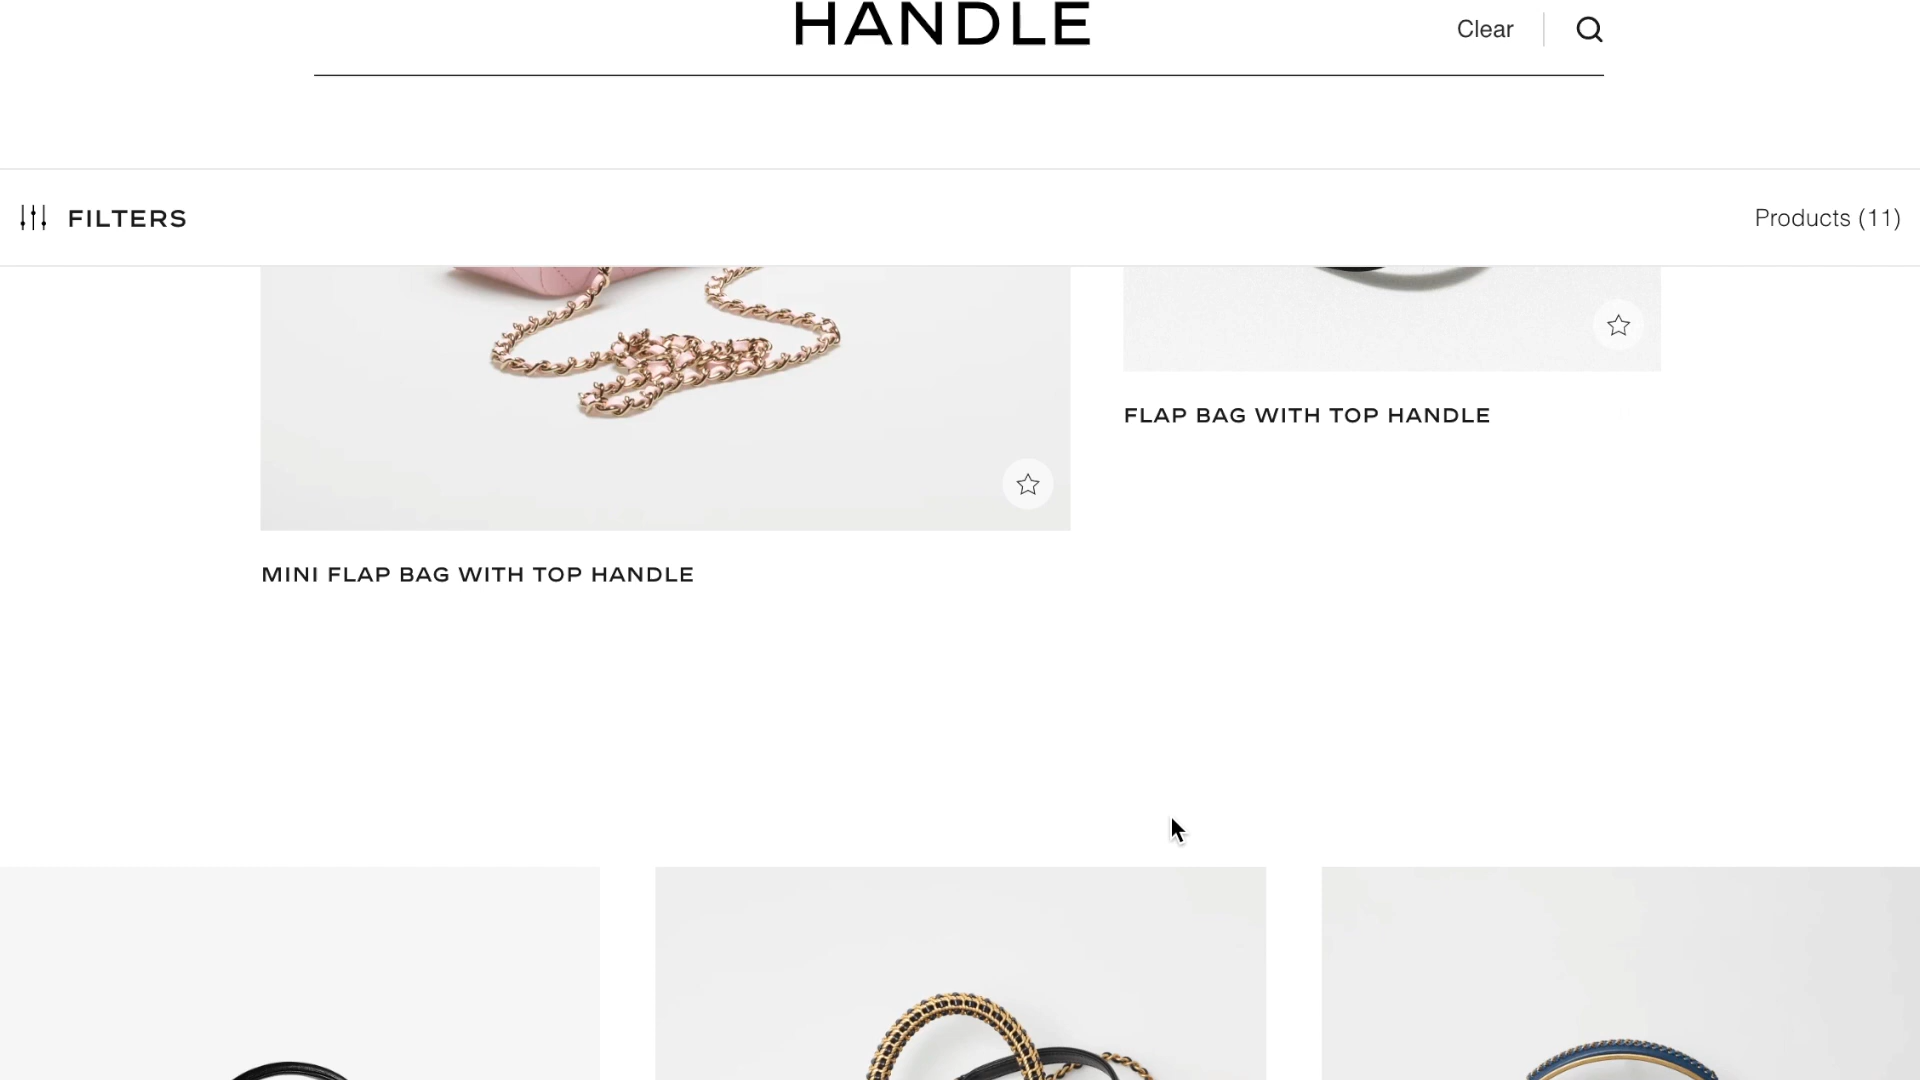 HANDLE
Clear
FILTERS
Products (11)
FLAP BAG WITH TOP HANDLE
MINI FLAP BAG WITH TOP HANDLE